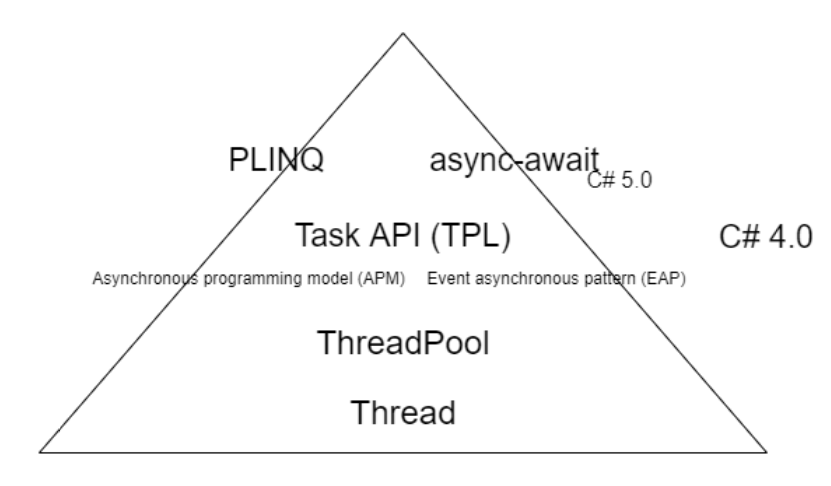 PLINQ async-await
C# 5.0
Task API (TPL) C# 4.0
Asynchronous programming model (APM) Event asynchronous pattern (EAP)
ThreadPool
Thread